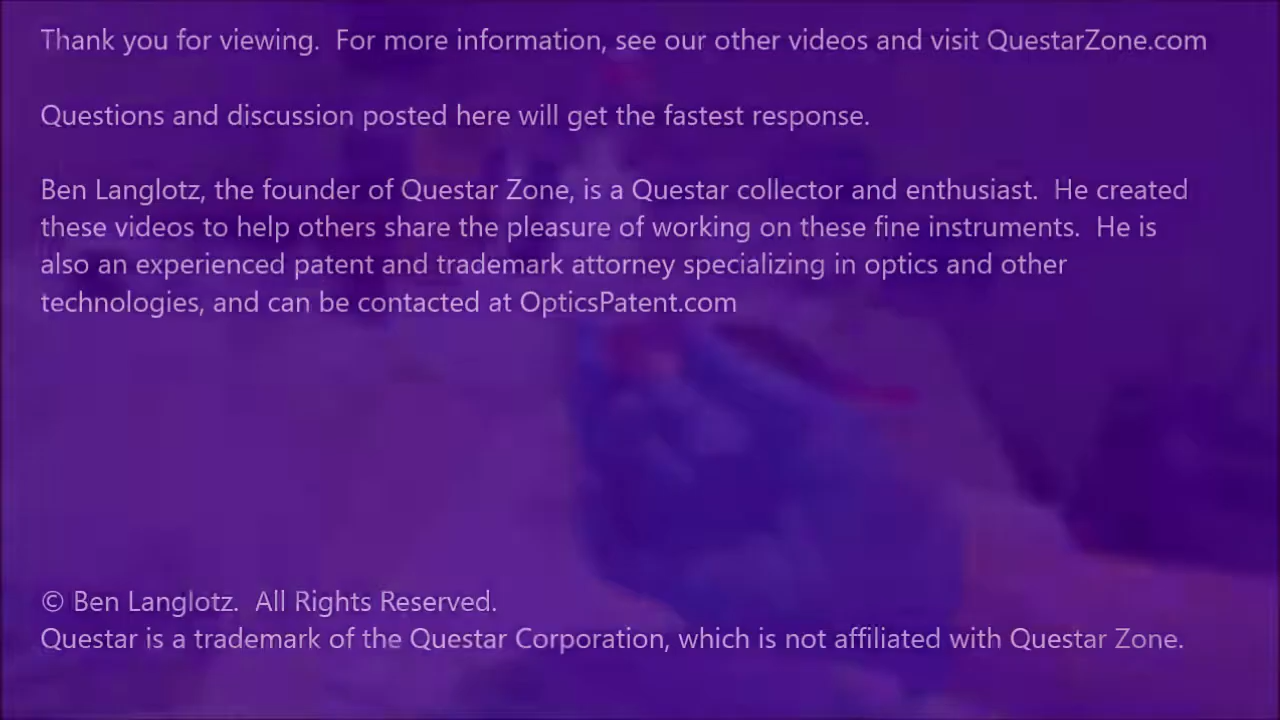 Thank you for viewing.  For more information, see our other videos and visit QuestarZone.com
Questions and discussion posted here will get the fastest response.
Ben Langlotz, the founder of Questar Zone, is a Questar collector and enthusiast.  He created
these videos to help others share the pleasure of working on these fine instruments.  He is
also an experienced patent and trademark attorney specializing in optics and other
technologies, and can be contacted at OpticsPatent.com
© Ben Langlotz.  All Rights Reserved.
Questar is a trademark of the Questar Corporation, which is not affiliated with Questar Zone.